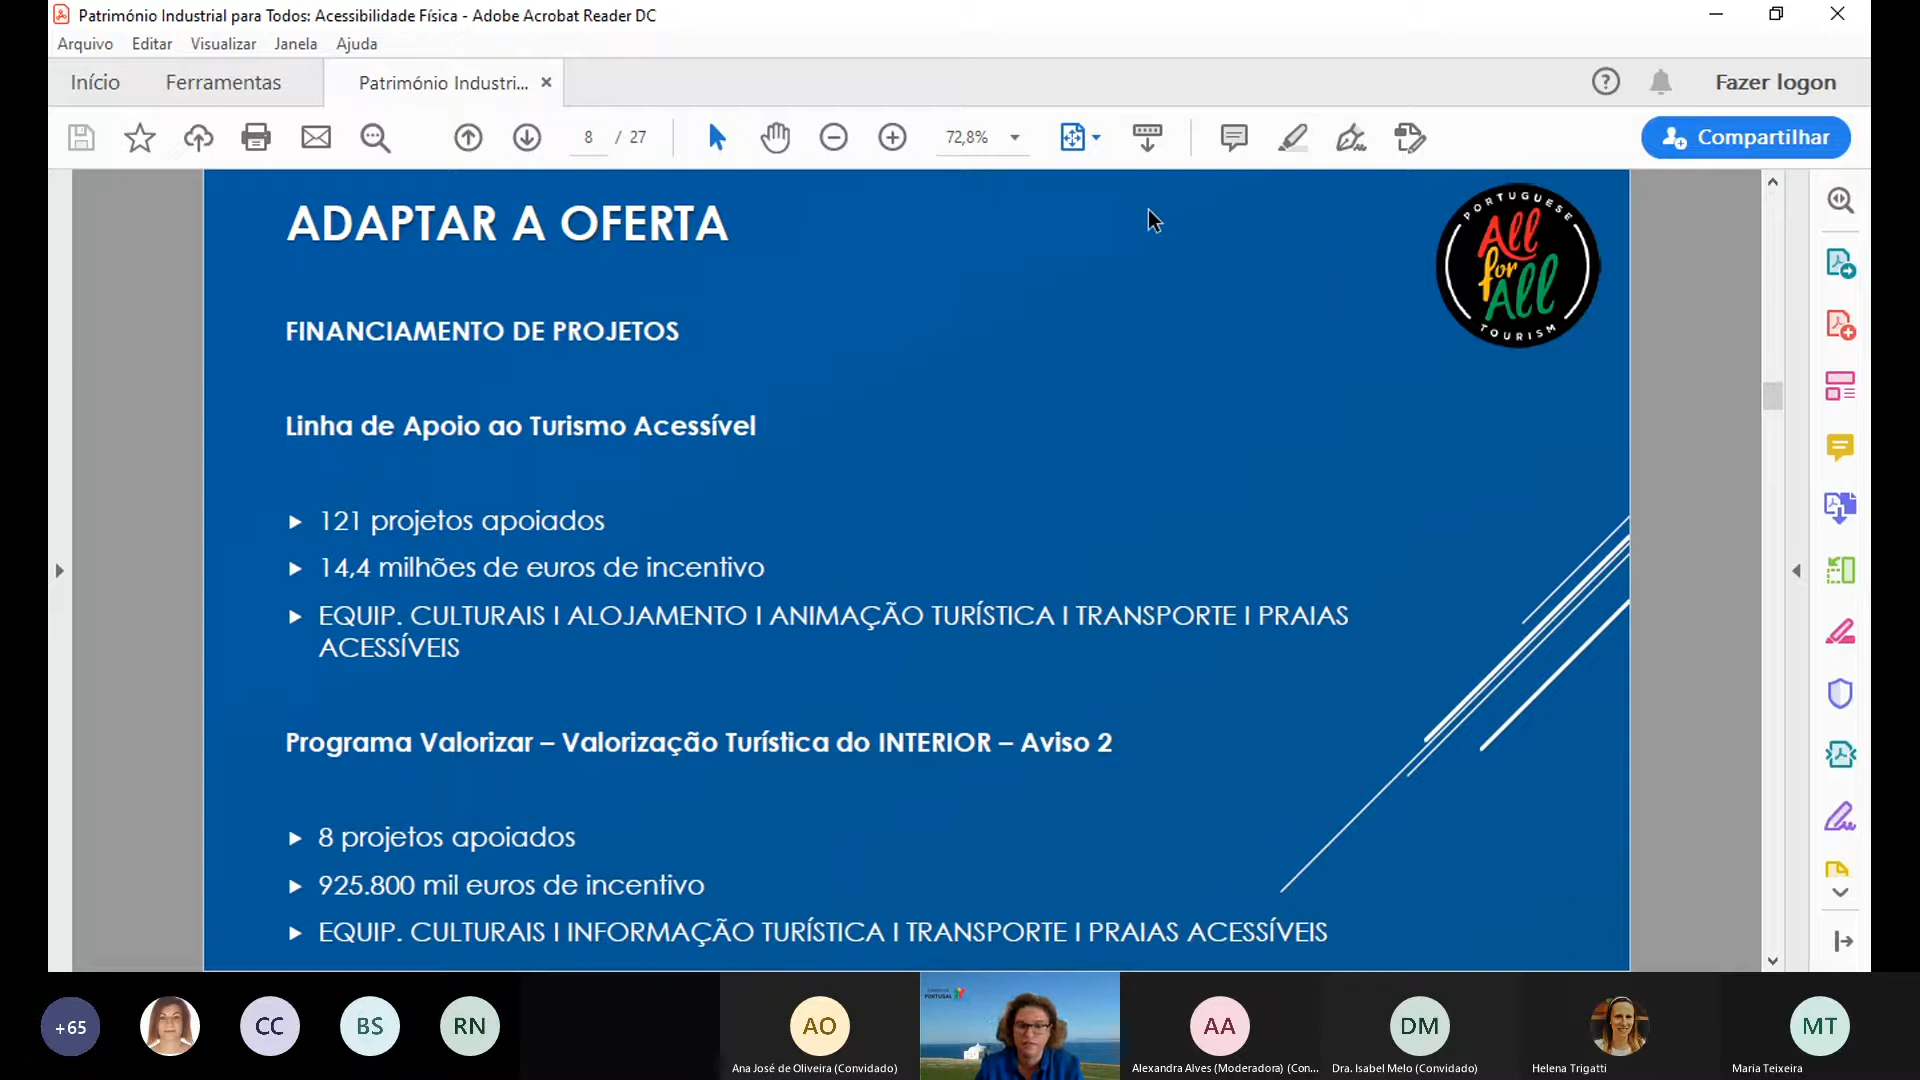 Património Industrial para Todos: Acessibilidade Física - Adobe Acrobat Reader DC
Arquivo Editar Visualizar Janela Ajuda
Início Ferramentas Património Industri... Fazer logon
8 / 27 72,8% Compartilhar
ADAPTAR A OFERTA
PORTUGUESE
All
for
All
TOURISM
FINANCIAMENTO DE PROJETOS
Linha de Apoio ao Turismo Acessível
121 projetos apoiados
14,4 milhões de euros de incentivo
EQUIP. CULTURAIS I ALOJAMENTO I ANIMAÇÃO TURÍSTICA I TRANSPORTE I PRAIAS
ACESSÍVEIS
Programa Valorizar – Valorização Turística do INTERIOR – Aviso 2
8 projetos apoiados
925.800 mil euros de incentivo
EQUIP. CULTURAIS I INFORMAÇÃO TURÍSTICA I TRANSPORTE I PRAIAS ACESSÍVEIS
PORTUGAL
+65 CC BS RN AO AA DM MT
Ana José de Oliveira (Convidado) Alexandra Alves (Moderadora) (Con... Dra. Isabel Melo (Convidado) Helena Trigatti Maria Teixeira